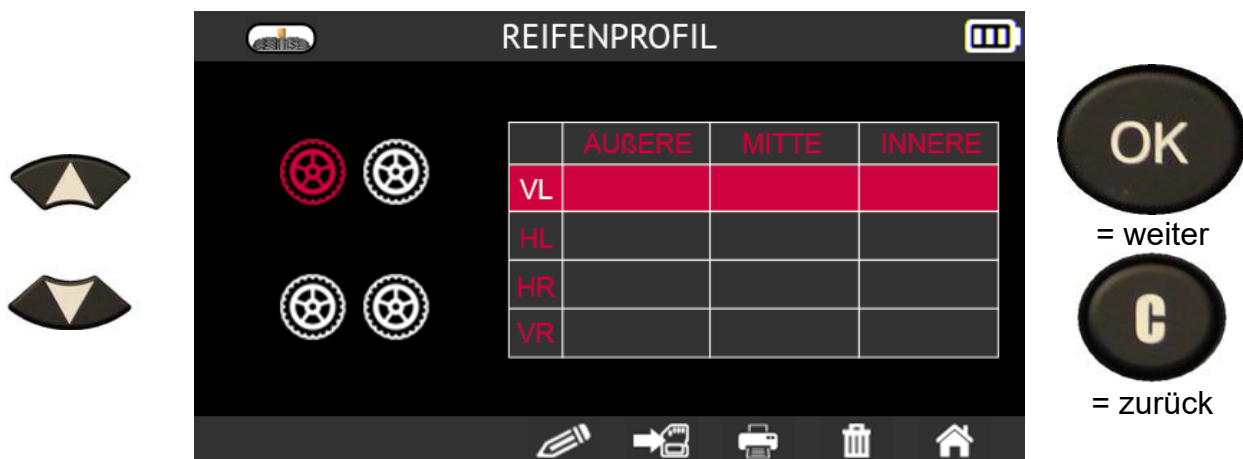 REIFENPROFIL
ÄUßERE MITTE INNERE
VL
HL
HR
VR
OK
= weiter
C
= zurück